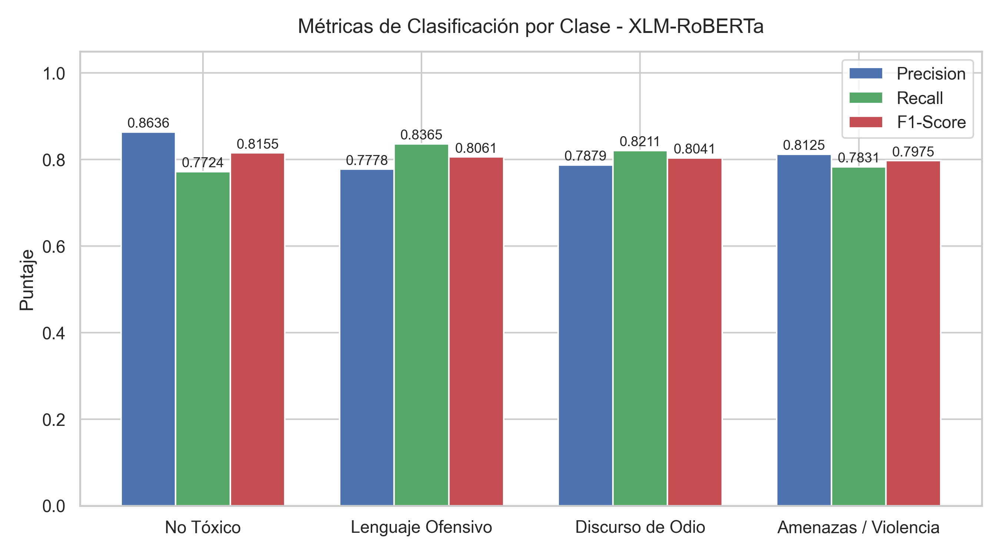 Métricas de Clasificación por Clase - XLM-RoBERTa
Precision
Recall
F1-Score
Puntaje
1.0
0.8
0.6
0.4
0.2
0.0
0.8636
0.7724
0.8155
0.7778
0.8365
0.8061
0.7879
0.8211
0.8041
0.8125
0.7831
0.7975
No Tóxico
Lenguaje Ofensivo
Discurso de Odio
Amenazas / Violencia